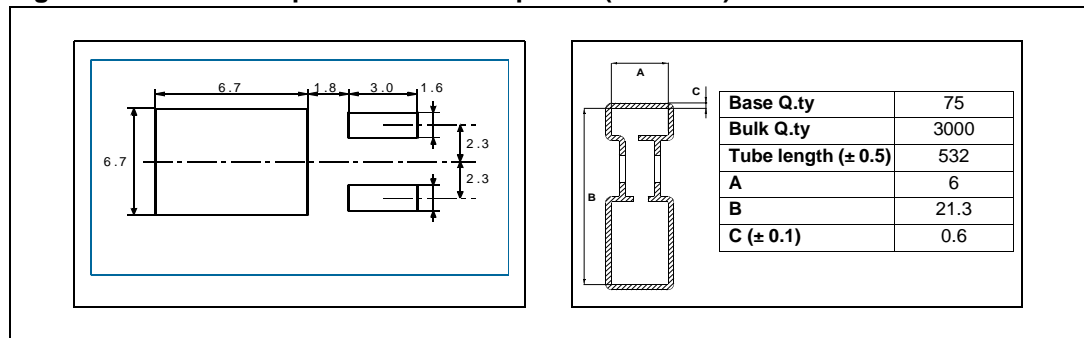 6.7 1.8 3.0 1.6
2.3
6.7
2.3
A
C
B
Base Q.ty 75
Bulk Q.ty 3000
Tube length (± 0.5) 532
A 6
B 21.3
C (± 0.1) 0.6